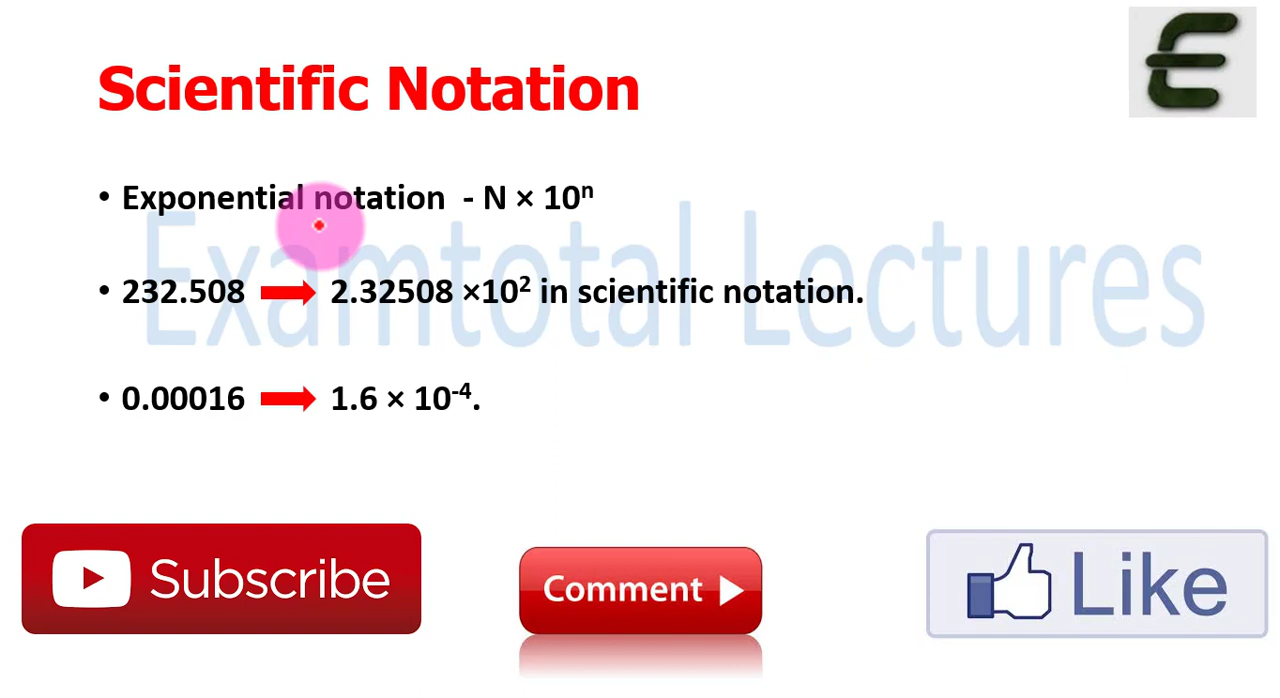 Scientific Notation
• Exponential notation - N × 10ⁿ
• 232.508 ➡ 2.32508 ×10² in scientific notation.
• 0.00016 ➡ 1.6 × 10⁻⁴.
Examtotal Lectures
Subscribe
Comment
Like